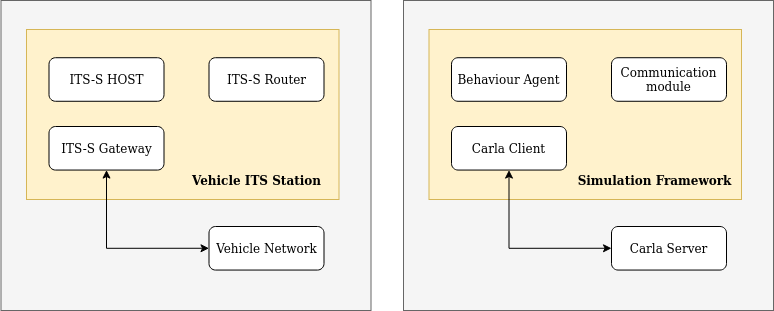 ITS-S HOST
ITS-S Router
ITS-S Gateway
Vehicle ITS Station
Vehicle Network
Behaviour Agent
Communication
module
Carla Client
Simulation Framework
Carla Server